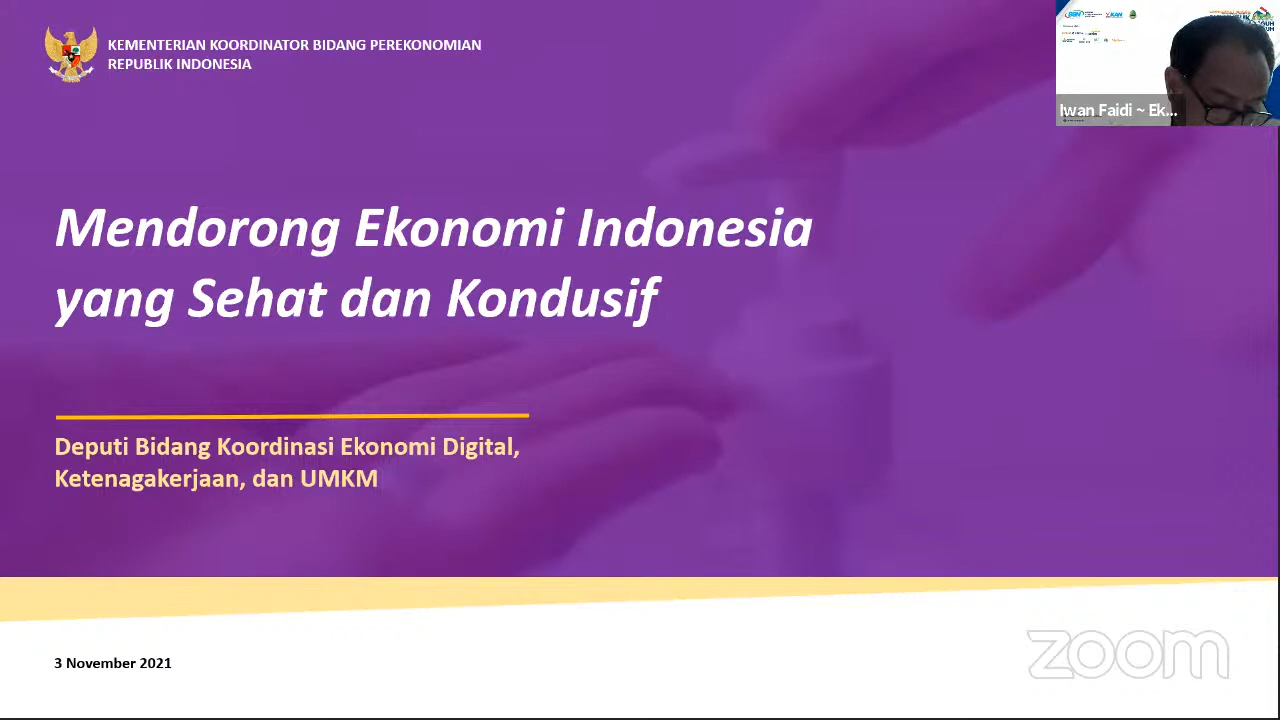 KEMENTERIAN KOORDINATOR BIDANG PEREKONOMIAN
REPUBLIK INDONESIA
Iwan Faidi ~ Ek...
Mendorong Ekonomi Indonesia
yang Sehat dan Kondusif
Deputi Bidang Koordinasi Ekonomi Digital,
Ketenagakerjaan, dan UMKM
3 November 2021
zoom